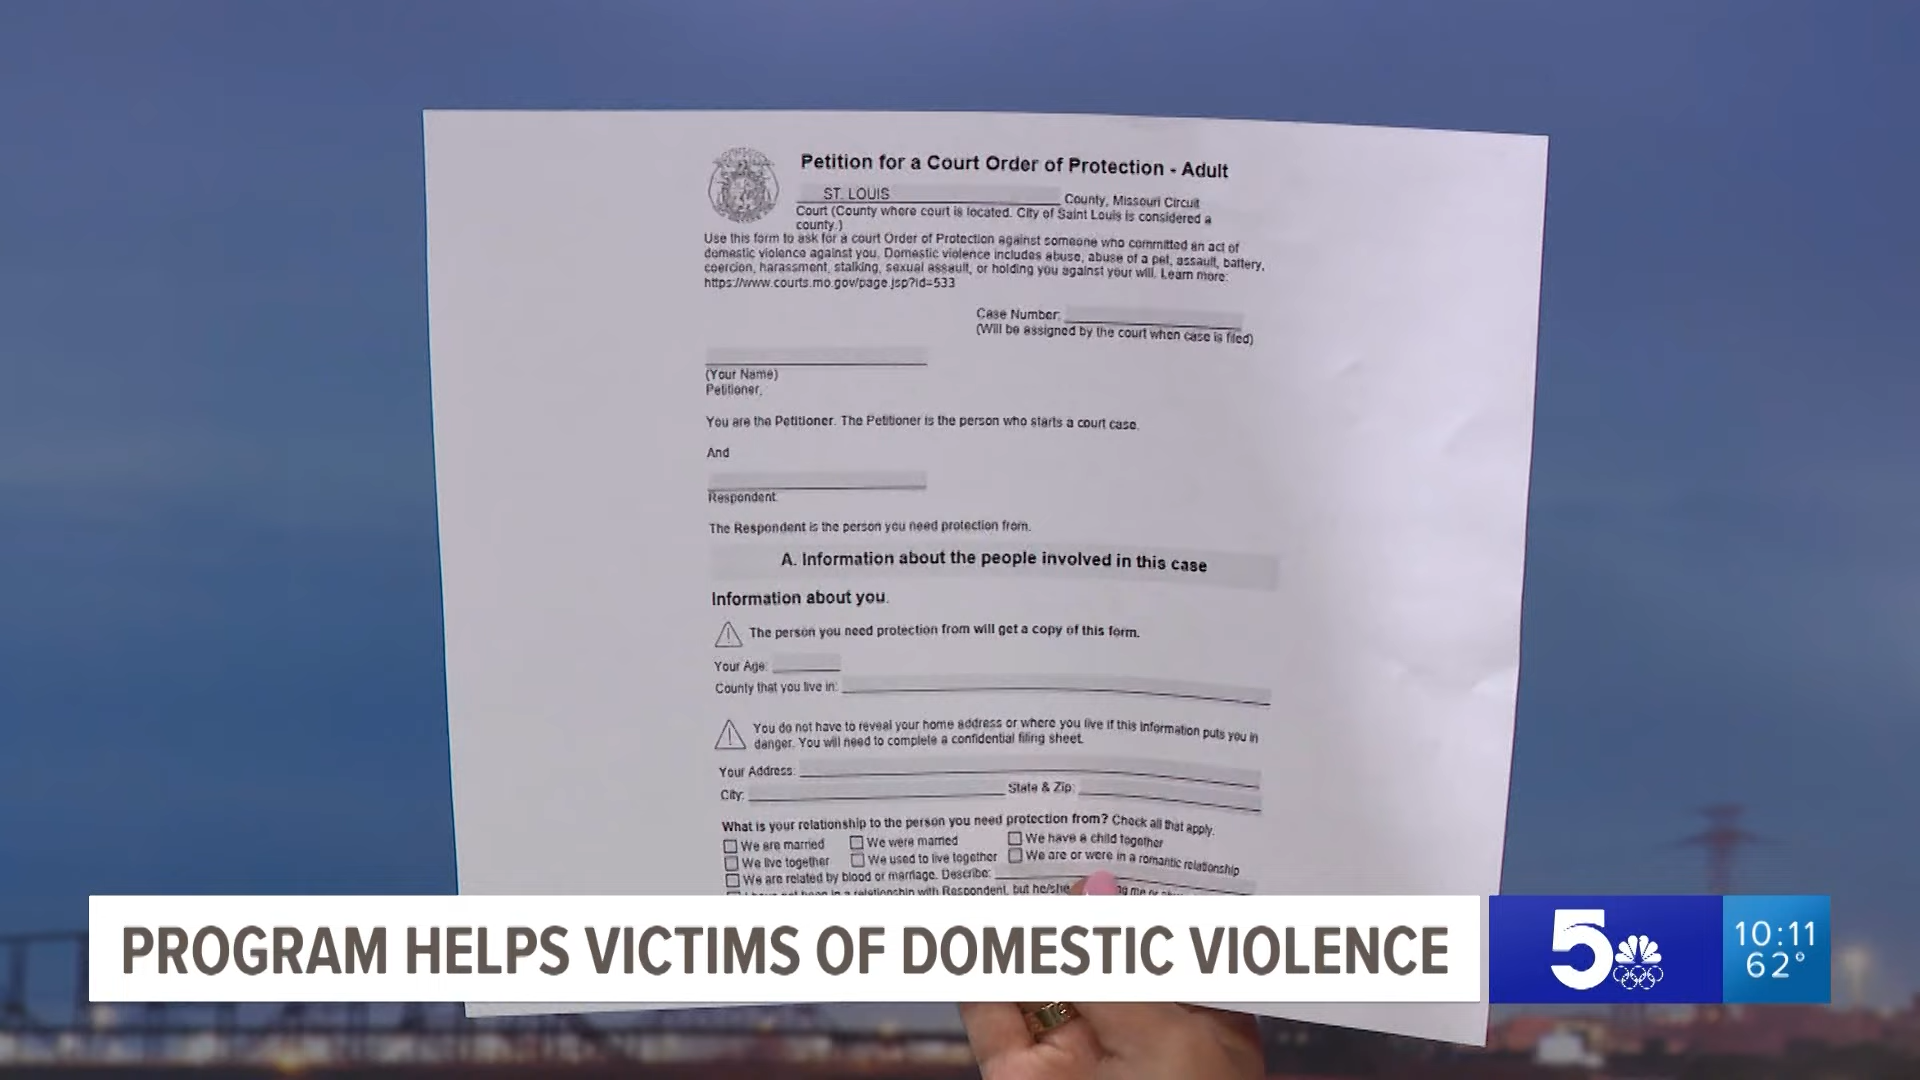 Petition for a Court Order of Protection - Adult
ST. LOUIS County, Missouri Circuit
Court (County where court is located. City of Saint Louis is considered a
county.)
Use this form to ask for a court Order of Protection against someone who committed an act of
domestic violence against you. Domestic violence includes abuse, abuse of a pet, assault, battery,
coercion, harassment, stalking, sexual assault, or holding you against your will. Learn more:
https://www.courts.mo.gov/page.jsp?id=533
Case Number:
(Will be assigned by the court when case is filed)
(Your Name)
Petitioner,
You are the Petitioner. The Petitioner is the person who starts a court case.
And
Respondent
The Respondent is the person you need protection from.
A. Information about the people involved in this case
Information about you.
The person you need protection from will get a copy of this form.
Your Age:
County that you live in:
You do not have to reveal your home address or where you live if this information puts you in
danger. You will need to complete a confidential filing sheet.
Your Address:
City: State & Zip:
What is your relationship to the person you need protection from? Check all that apply.
We are married We were married We have a child together
We live together We used to live together We are or were in a romantic relationship
We are related by blood or marriage. Describe:
in a relationship with Respondent, but he/she
PROGRAM HELPS VICTIMS OF DOMESTIC VIOLENCE
5
10:11
62°